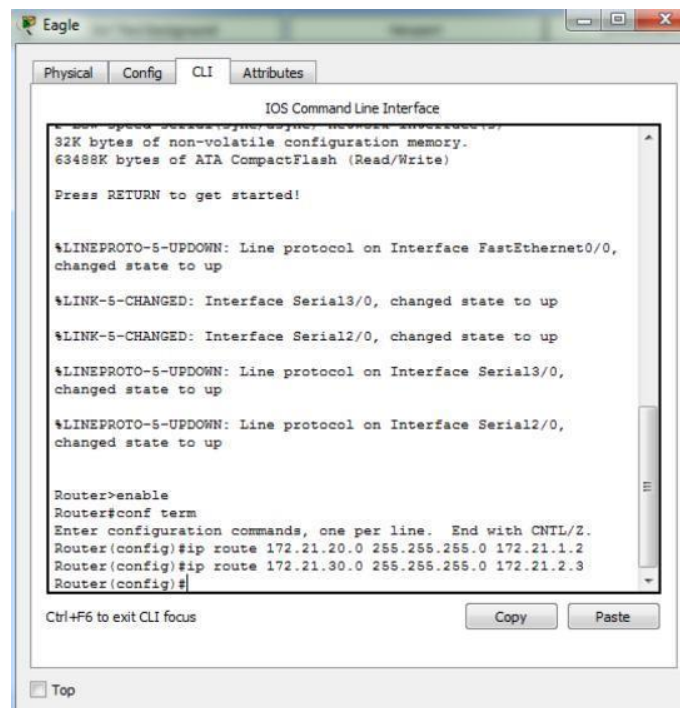 Eagle
Physical Config CLI Attributes
IOS Command Line Interface
32K bytes of non-volatile configuration memory.
63488K bytes of ATA CompactFlash (Read/Write)
Press RETURN to get started!
%LINEPROTO-5-UPDOWN: Line protocol on Interface FastEthernet0/0,
changed state to up
%LINK-5-CHANGED: Interface Serial3/0, changed state to up
%LINK-5-CHANGED: Interface Serial2/0, changed state to up
%LINEPROTO-5-UPDOWN: Line protocol on Interface Serial3/0,
changed state to up
%LINEPROTO-5-UPDOWN: Line protocol on Interface Serial2/0,
changed state to up
Router>enable
Router#conf term
Enter configuration commands, one per line. End with CNTL/Z.
Router(config)#ip route 172.21.20.0 255.255.255.0 172.21.1.2
Router(config)#ip route 172.21.30.0 255.255.255.0 172.21.2.3
Router(config)#
Ctrl+F6 to exit CLI focus
Copy Paste
Top